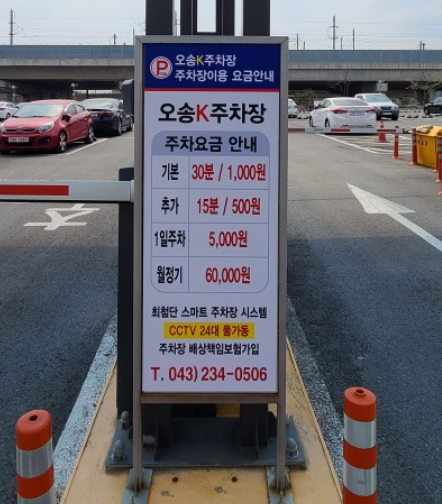 P 오송K주차장
주차장이용 요금안내
오송K주차장
주차요금 안내
기본 30분 / 1,000원
추가 15분 / 500원
1일주차 5,000원
월정기 60,000원
최첨단 스마트 주차장 시스템
CCTV 24대 풀가동
주차장 배상책임보험가입
T. 043) 234-0506